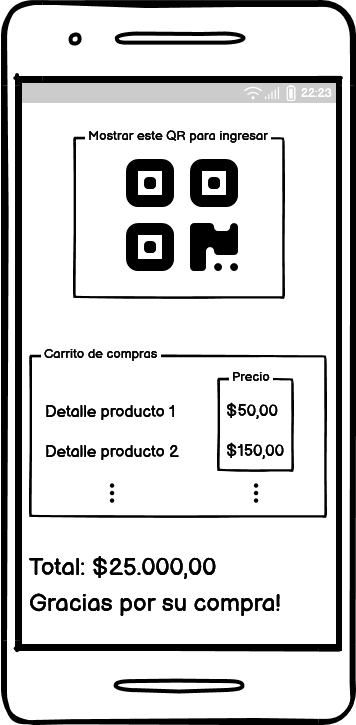 22:23
Mostrar este QR para ingresar
Carrito de compras
Precio
Detalle producto 1 $50,00
Detalle producto 2 $150,00
Total: $25.000,00
Gracias por su compra!